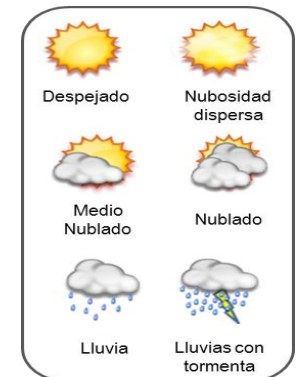 Despejado
Nubosidad
dispersa
Medio
Nublado
Nublado
Lluvia
Lluvias con
tormenta